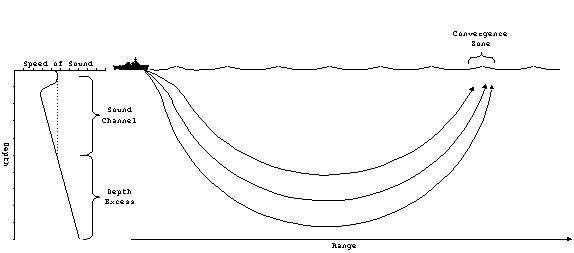 Convergence
Zone
Speed of Sound
Sound
Channel
Depth
Depth
Excess
Range